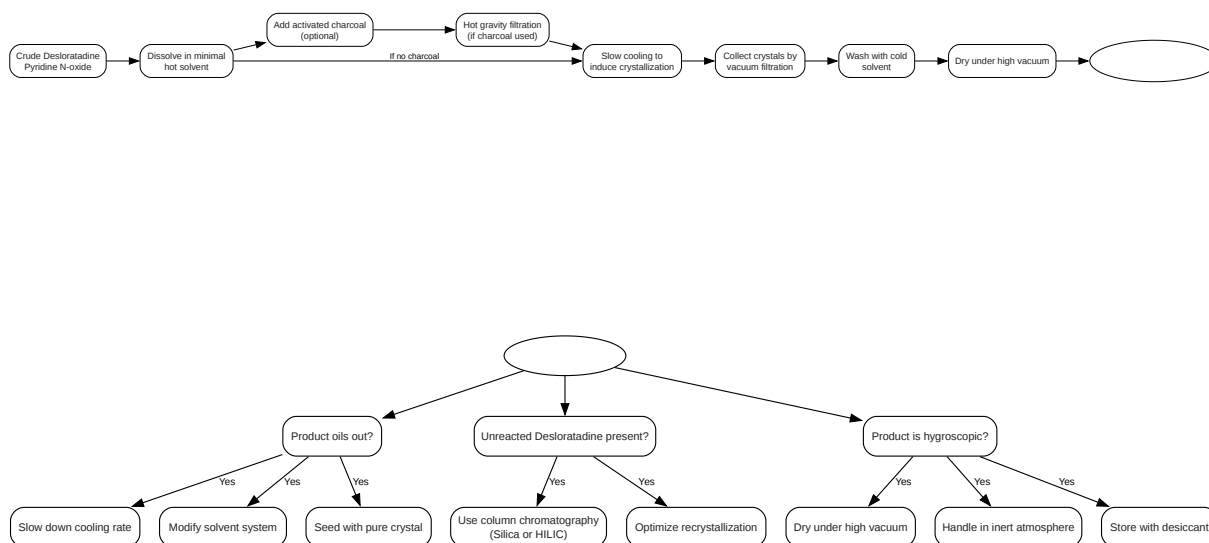 Crude Desloratadine
Pyridine N-oxide
Dissolve in minimal
hot solvent
Add activated charcoal
(optional)
Hot gravity filtration
(if charcoal used)
If no charcoal
Slow cooling to
induce crystallization
Collect crystals by
vacuum filtration
Wash with cold
solvent
Dry under high vacuum
Product oils out?
Unreacted Desloratadine present?
Product is hygroscopic?
Yes
Yes
Yes
Yes
Yes
Yes
Yes
Yes
Slow down cooling rate
Modify solvent system
Seed with pure crystal
Use column chromatography
(Silica or HILIC)
Optimize recrystallization
Dry under high vacuum
Handle in inert atmosphere
Store with desiccant